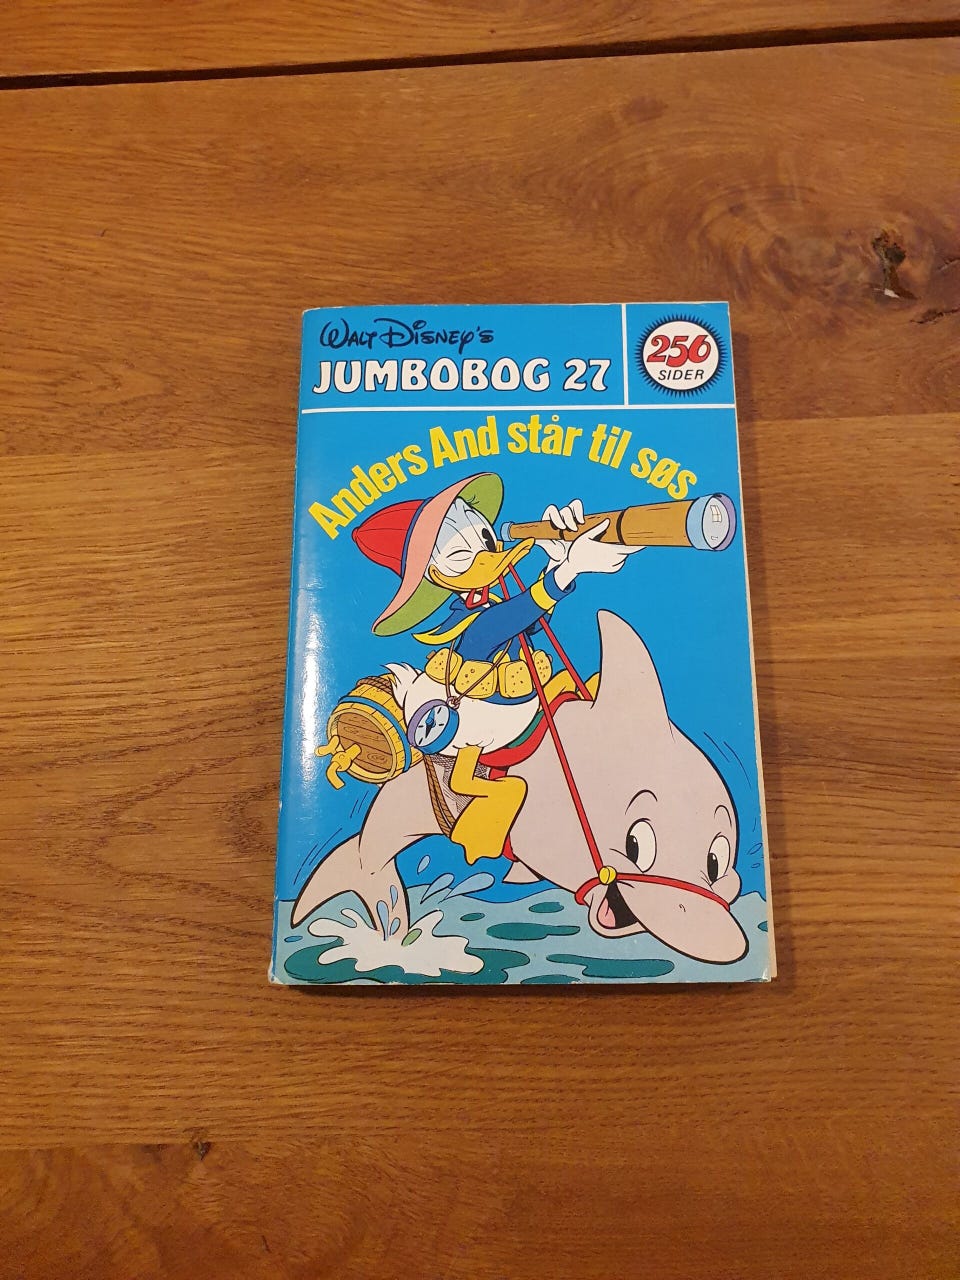 Walt Disney's
JUMBOBOG 27
256
SIDER
Anders And står til søs